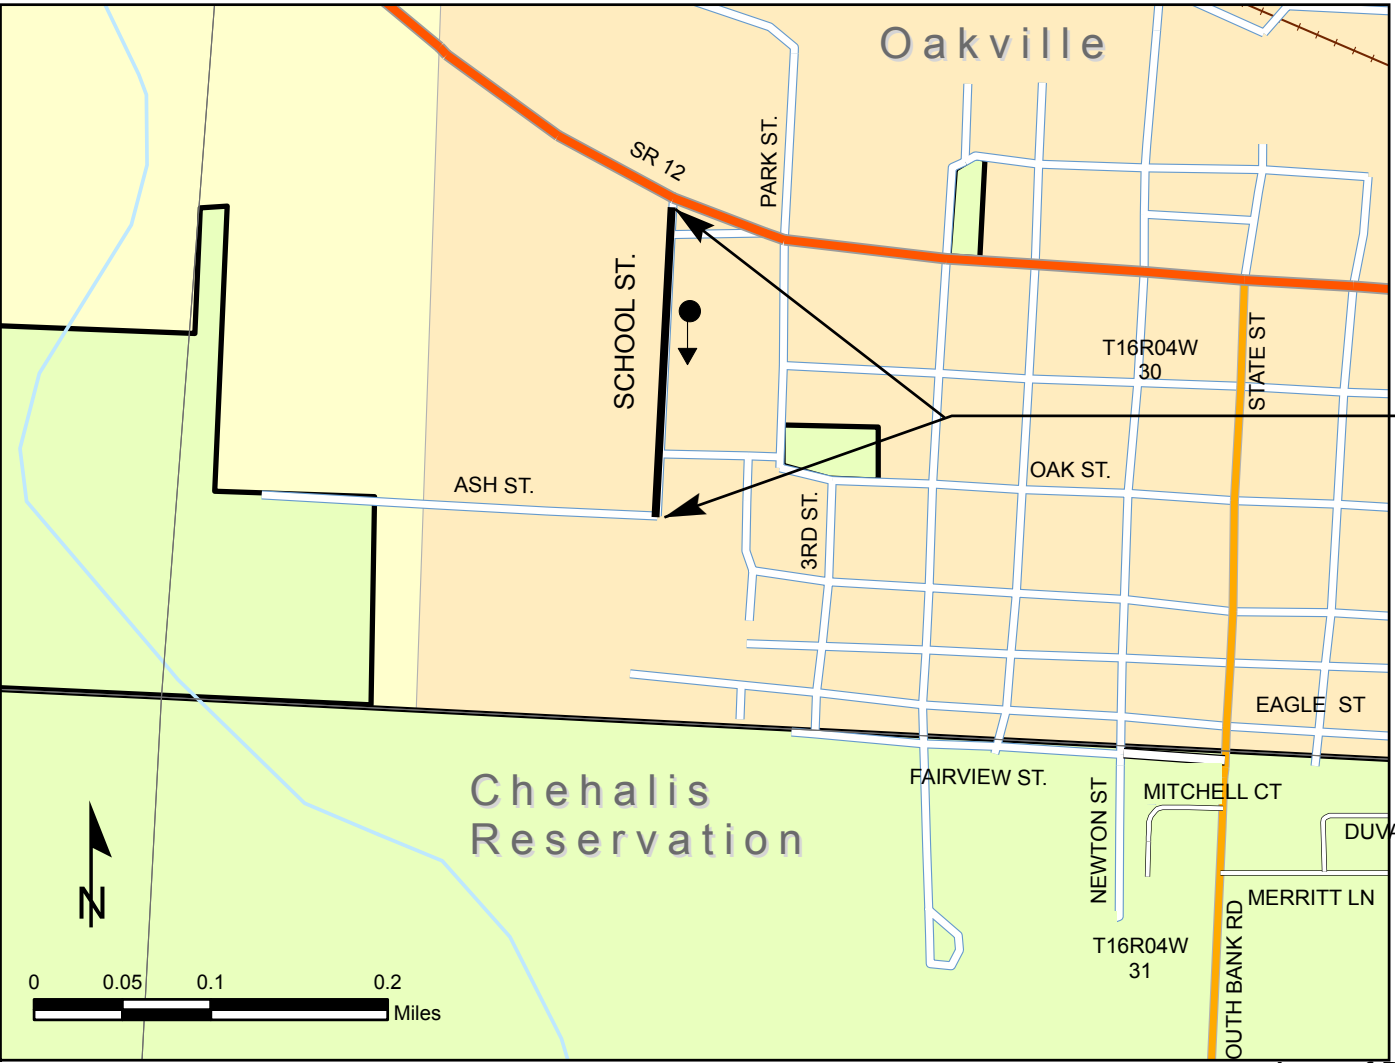 Oakville
SR 12
PARK ST.
SCHOOL ST.
T16R04W
30
STATE ST
ASH ST.
OAK ST.
3RD ST.
EAGLE ST
Chehalis
Reservation
FAIRVIEW ST.
NEWTON ST
MITCHELL CT
DUVA
MERRITT LN
T16R04W
31
OUTH BANK RD
N
0 0.05 0.1 0.2
Miles